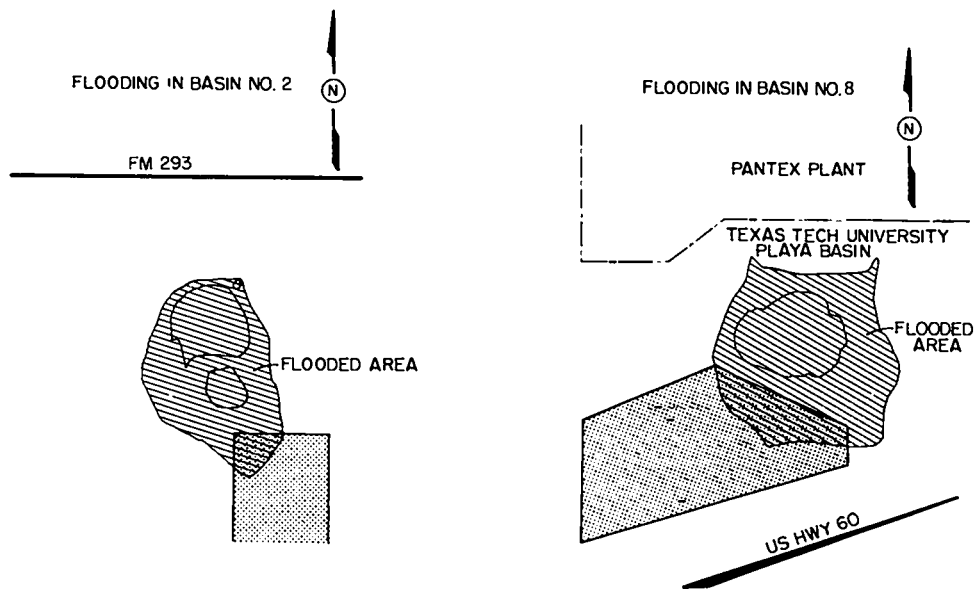 FLOODING IN BASIN NO. 2
N
FM 293
FLOODED AREA
FLOODING IN BASIN NO. 8
N
PANTEX PLANT
TEXAS TECH UNIVERSITY
PLAYA BASIN
FLOODED
AREA
US HWY 60